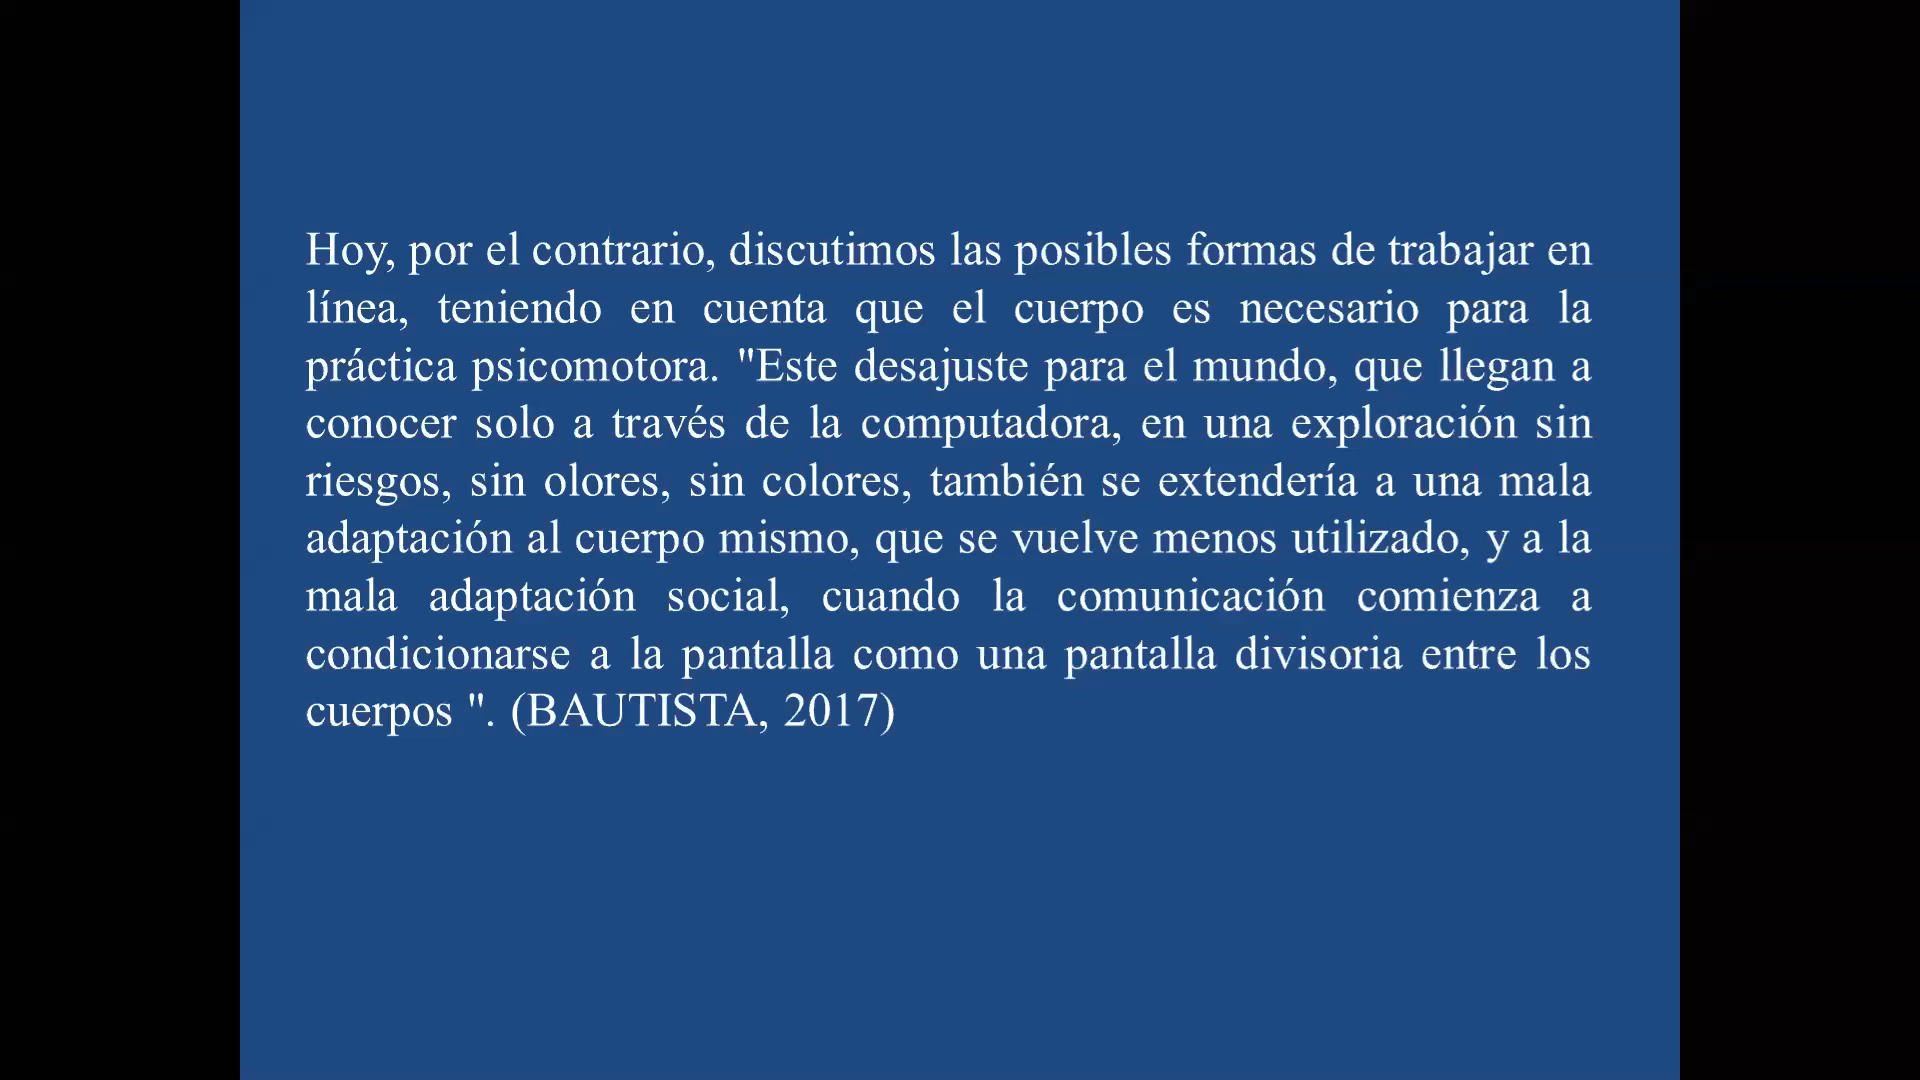 Hoy, por el contrario, discutimos las posibles formas de trabajar en
línea, teniendo en cuenta que el cuerpo es necesario para la
práctica psicomotora. "Este desajuste para el mundo, que llegan a
conocer solo a través de la computadora, en una exploración sin
riesgos, sin olores, sin colores, también se extendería a una mala
adaptación al cuerpo mismo, que se vuelve menos utilizado, y a la
mala adaptación social, cuando la comunicación comienza a
condicionarse a la pantalla como una pantalla divisoria entre los
cuerpos ". (BAUTISTA, 2017)